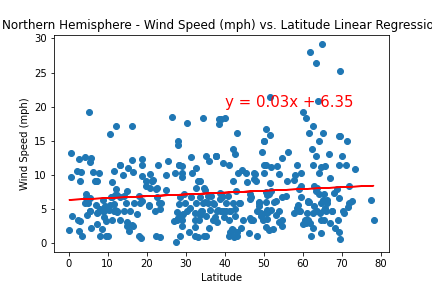 Northern Hemisphere - Wind Speed (mph) vs. Latitude Linear Regressio
30
25
20
15
10
5
0
Wind Speed (mph)
y = 0.03x + 6.35
0 10 20 30 40 50 60 70 80
Latitude